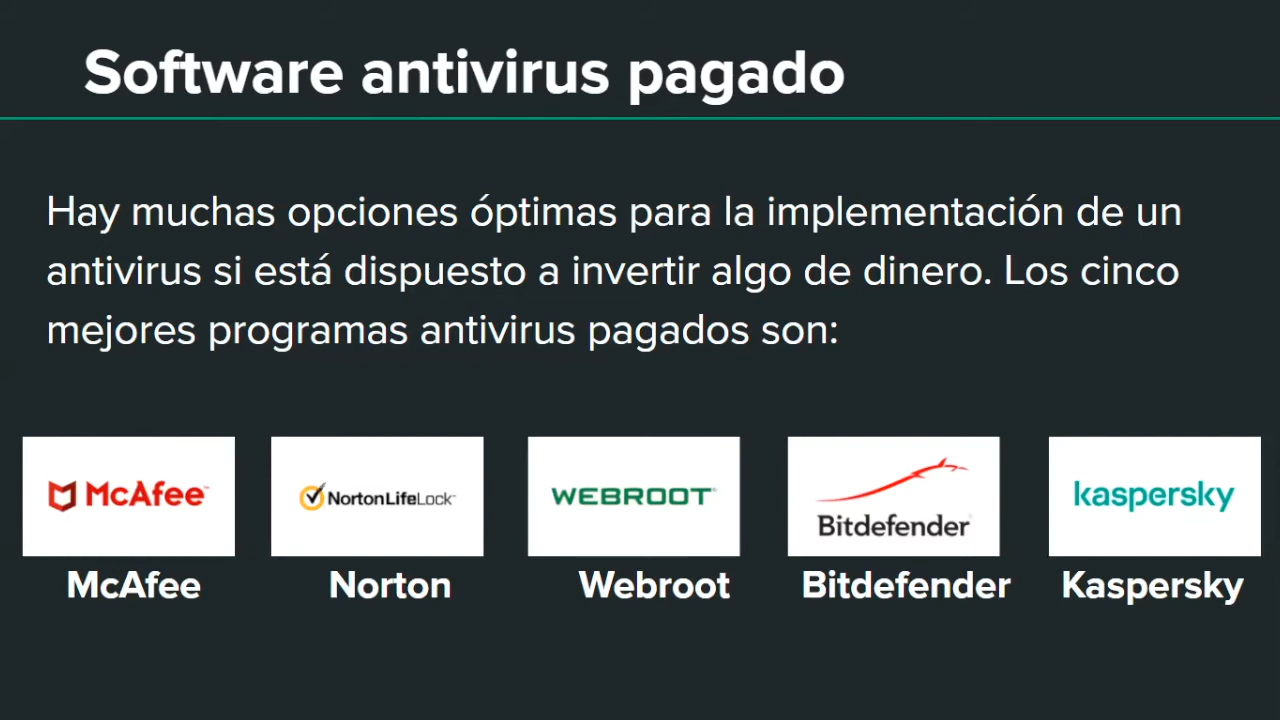 Software antivirus pagado
Hay muchas opciones óptimas para la implementación de un
antivirus si está dispuesto a invertir algo de dinero. Los cinco
mejores programas antivirus pagados son:
McAfee™
NortonLifeLock
WEBROOT
Bitdefender
kaspersky
McAfee
Norton
Webroot
Bitdefender
Kaspersky